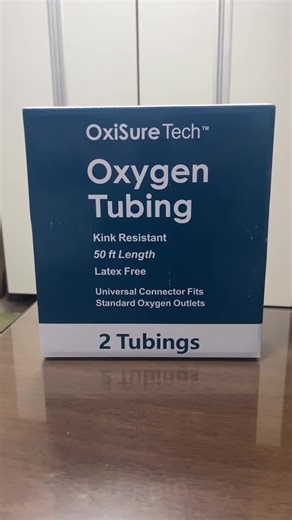 OxiSure Tech™
Oxygen
Tubing
Kink Resistant
50 ft Length
Latex Free
Universal Connector Fits
Standard Oxygen Outlets
2 Tubings